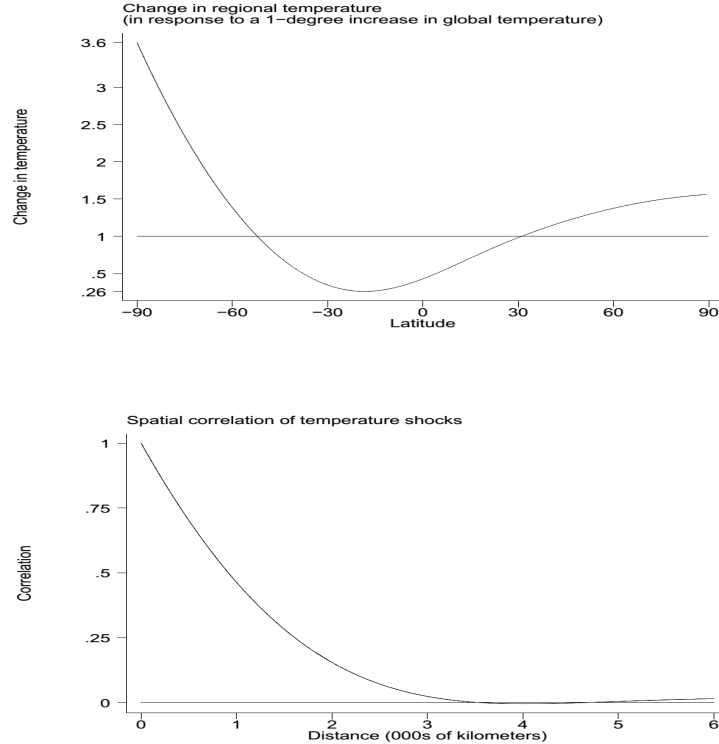 Change in regional temperature
(in response to a 1−degree increase in global temperature)
Change in temperature
3.6
3
2.5
2
1.5
1
.5
.26
−90 −60 −30 0 30 60 90
Latitude
Spatial correlation of temperature shocks
Correlation
1
.75
.5
.25
0
0 1 2 3 4 5 6
Distance (000s of kilometers)